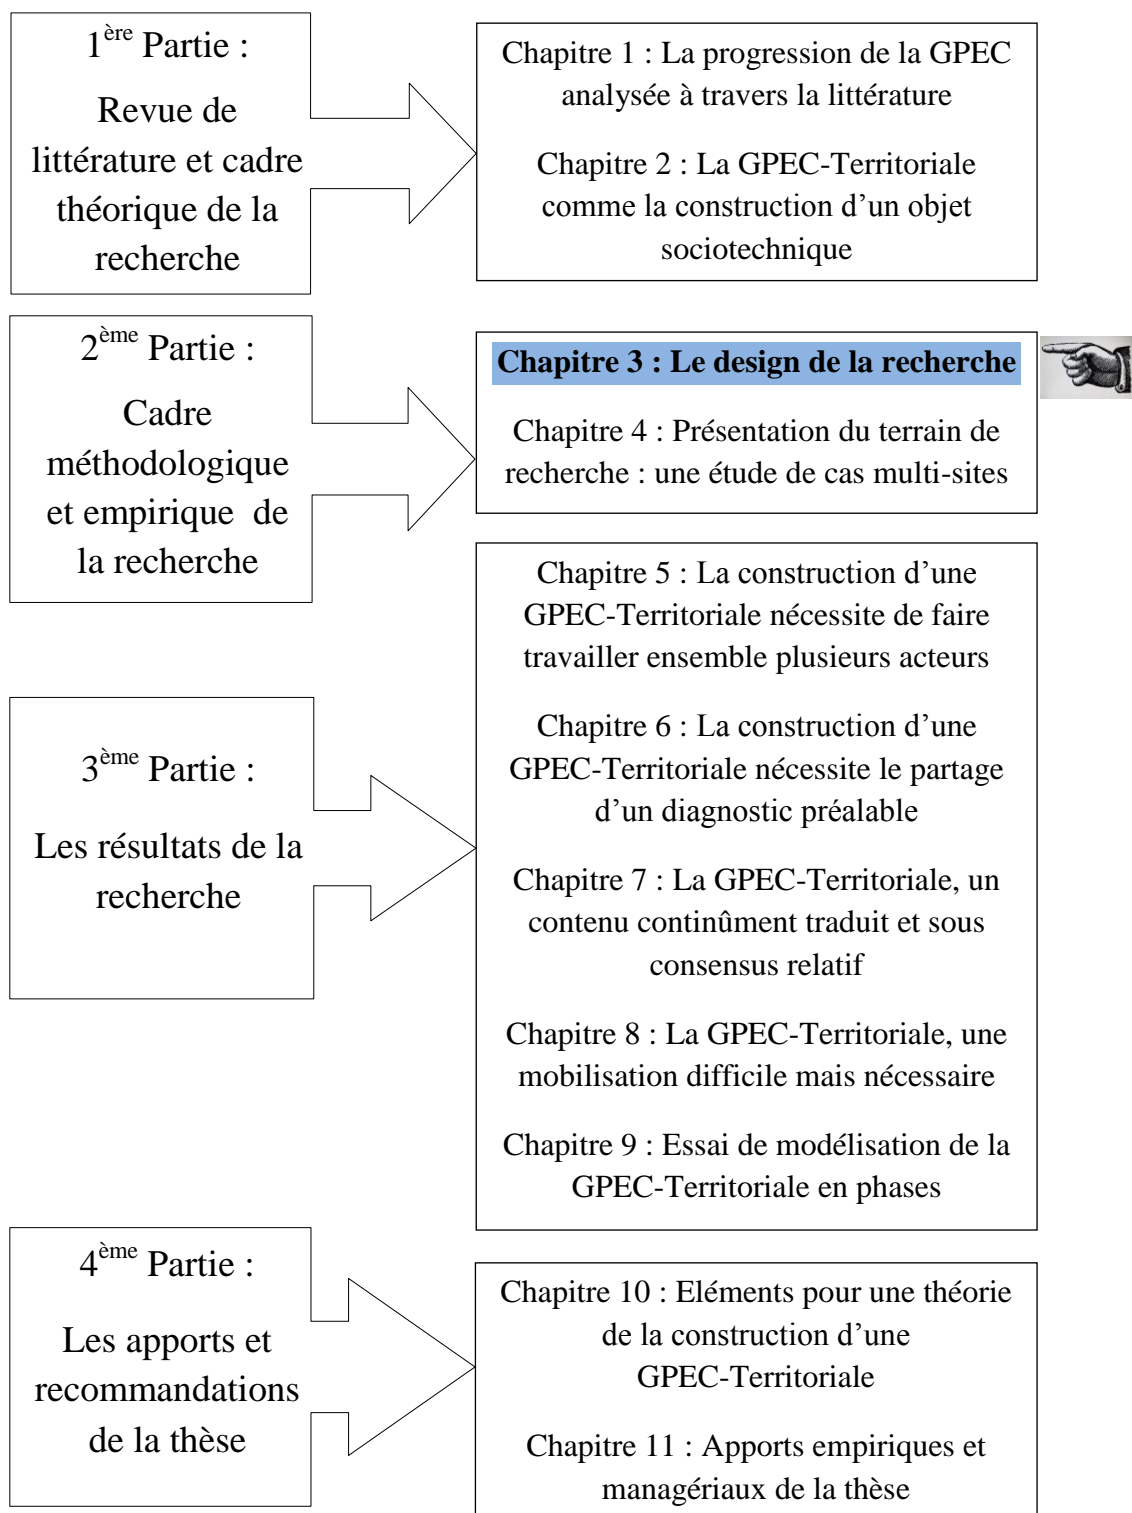 1ère Partie :
Revue de
littérature et cadre
théorique de la
recherche
Chapitre 1 : La progression de la GPEC
analysée à travers la littérature
Chapitre 2 : La GPEC-Territoriale
comme la construction d’un objet
sociotechnique
2ème Partie :
Cadre
méthodologique
et empirique de
la recherche
Chapitre 3 : Le design de la recherche
Chapitre 4 : Présentation du terrain de
recherche : une étude de cas multi-sites
3ème Partie :
Les résultats de la
recherche
Chapitre 5 : La construction d’une
GPEC-Territoriale nécessite de faire
travailler ensemble plusieurs acteurs
Chapitre 6 : La construction d’une
GPEC-Territoriale nécessite le partage
d’un diagnostic préalable
Chapitre 7 : La GPEC-Territoriale, un
contenu continûment traduit et sous
consensus relatif
Chapitre 8 : La GPEC-Territoriale, une
mobilisation difficile mais nécessaire
Chapitre 9 : Essai de modélisation de la
GPEC-Territoriale en phases
4ème Partie :
Les apports et
recommandations
de la thèse
Chapitre 10 : Eléments pour une théorie
de la construction d’une
GPEC-Territoriale
Chapitre 11 : Apports empiriques et
managériaux de la thèse